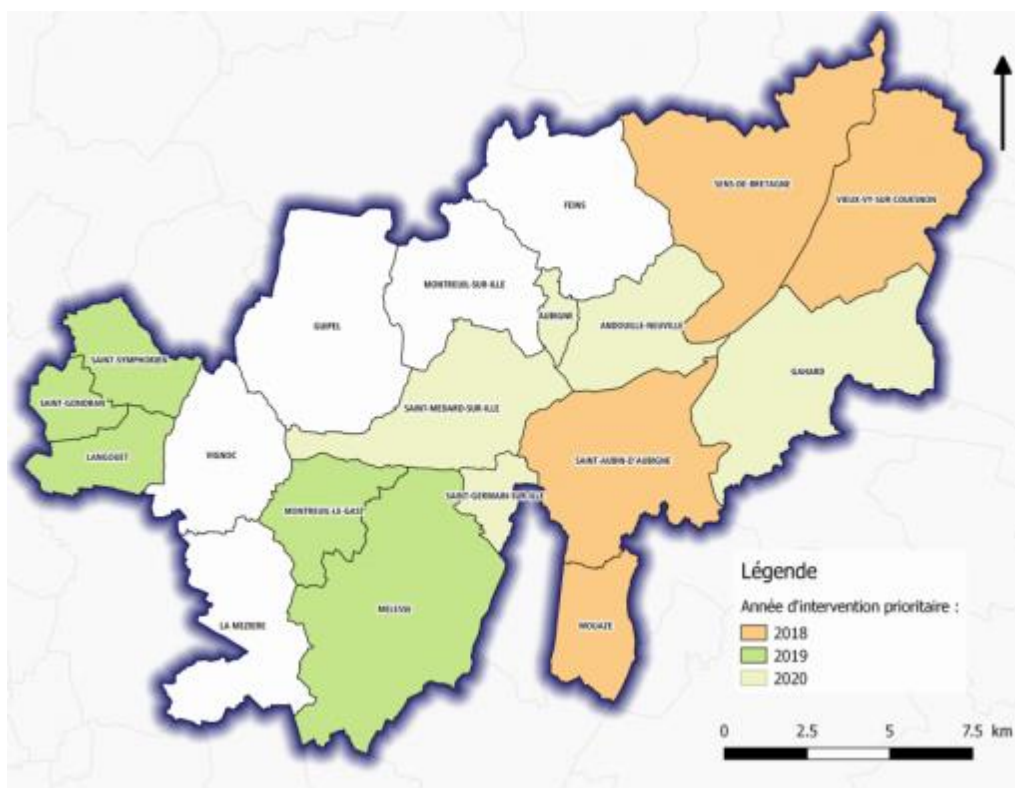 SENS-DE-BRETAGNE
VIEUX-VY-SUR-COUESNON
FEINS
MONTREUIL-SUR-ILLE
AUBIGNE
ANDOUILLE-NEUVILLE
GUIPEL
SAINT-SYMPHORIEN
GAHARD
SAINT-GONDRAN
SAINT-MEDARD-SUR-ILLE
LANGOUET
VIGNOC
SAINT-AUBIN-D'AUBIGNE
SAINT-GERMAIN-SUR-ILLE
MONTREUIL-LE-GAST
MELESSE
LA MEZIERE
MOUAZE
Légende
Année d'intervention prioritaire :
2018
2019
2020
0 2.5 5 7.5 km